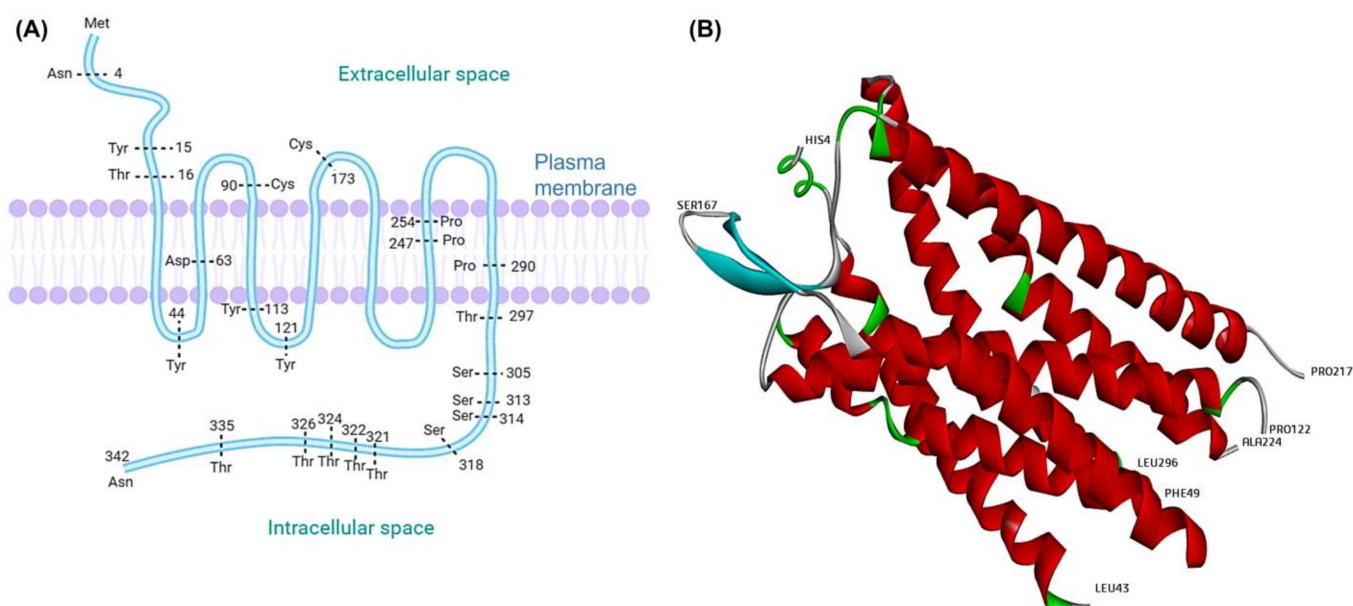 (A)
Met
Asn 4
Extracellular space
Tyr 15
Thr 16
90 Cys
Cys
173
Plasma
membrane
254 Pro
247 Pro
Asp 63
Pro 290
44
Tyr
Tyr 113
121
Tyr
Thr 297
Ser 305
Ser 313
Ser 314
Ser
318
342
Asn
335
Thr
326
Thr
324
Thr
322
Thr
321
Thr
Intracellular space
(B)
HIS4
SER167
PRO217
PRO122
ALA224
LEU296
PHE49
LEU43